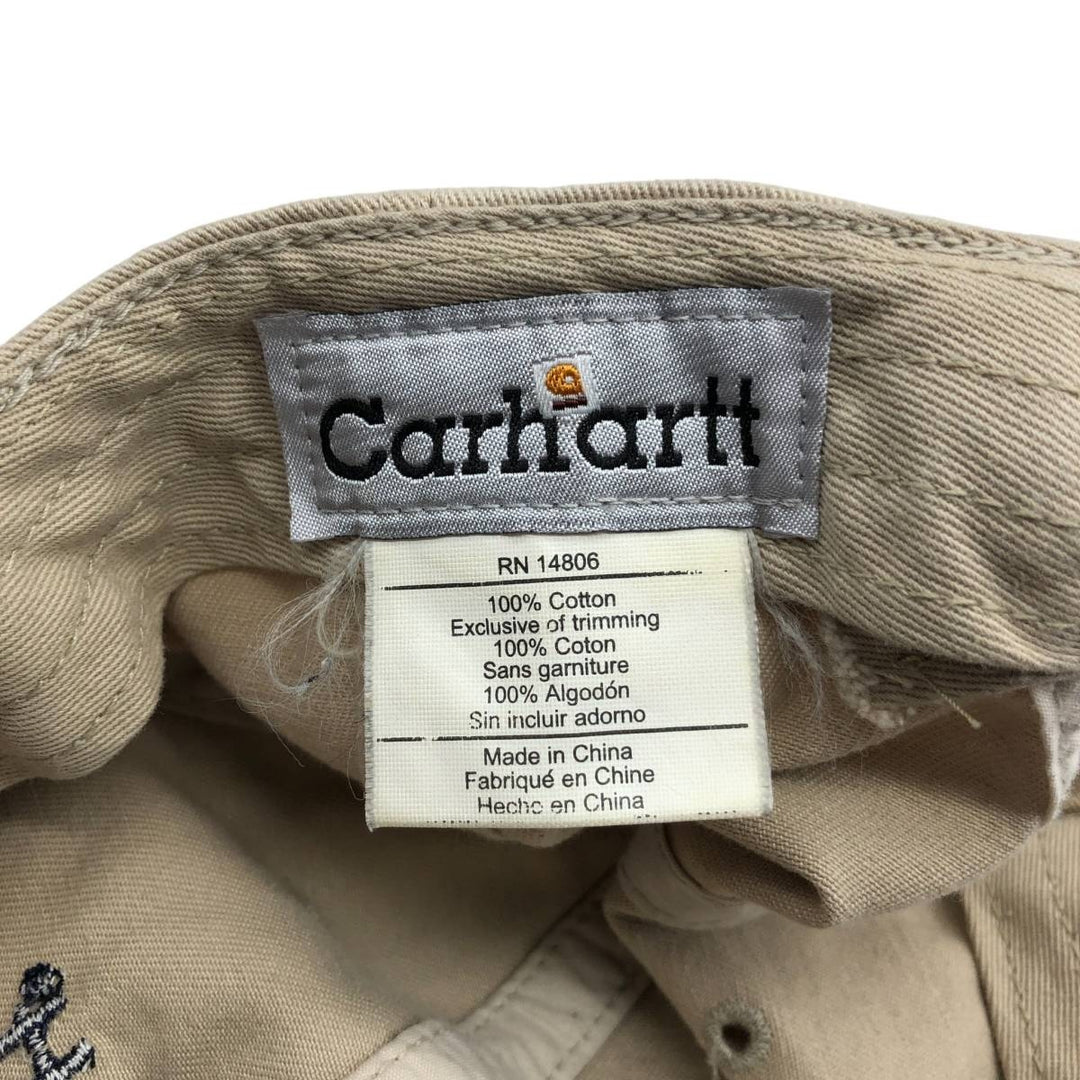 Carhartt
RN 14806
100% Cotton
Exclusive of trimming
100% Coton
Sans garniture
100% Algodón
Sin incluir adorno
Made in China
Fabriqué en Chine
Hecho en China